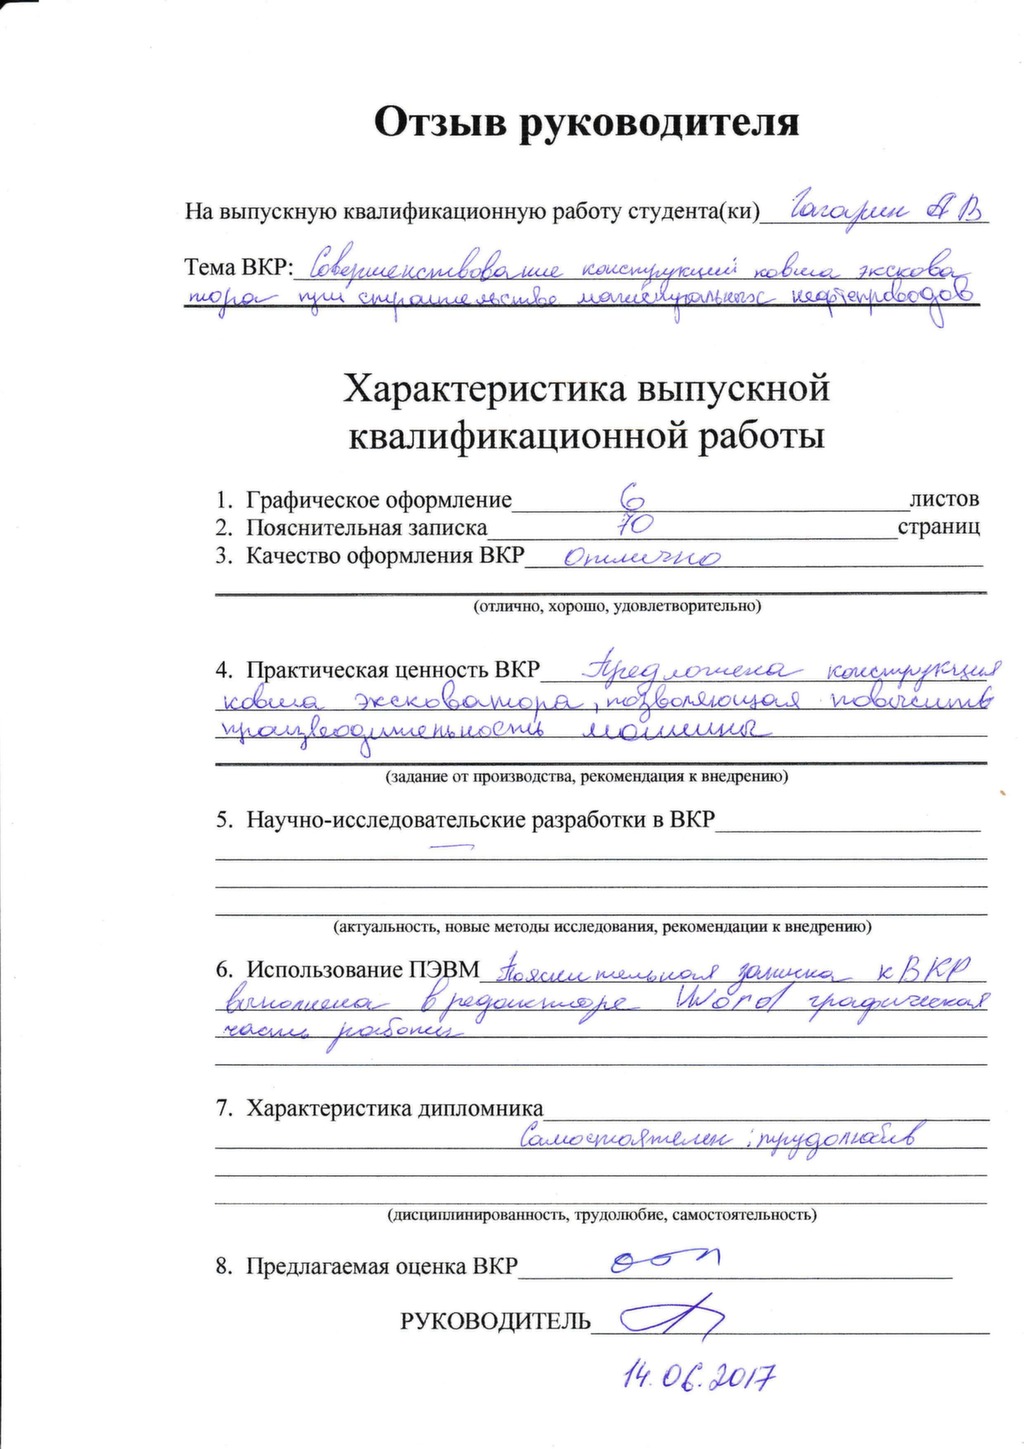 Отзыв руководителя
На выпускную квалификационную работу студента(ки) Гагарин А В
Тема ВКР: Совершенствование конструкций ковша экскова
тора при строительстве магистральных нефтепроводов
Характеристика выпускной
квалификационной работы
1. Графическое оформление 6 листов
2. Пояснительная записка 70 страниц
3. Качество оформления ВКР Отлично
(отлично, хорошо, удовлетворительно)
4. Практическая ценность ВКР Предложена конструкция
ковша эксковатора, позволяющая повысить
производительность машины
(задание от производства, рекомендация к внедрению)
5. Научно-исследовательские разработки в ВКР
—
(актуальность, новые методы исследования, рекомендации к внедрению)
6. Использование ПЭВМ Пояснительная записка к ВКР
выполнена в редакторе Word графическая
часть работы
7. Характеристика дипломника
Самостоятелен; трудолюбив
(дисциплинированность, трудолюбие, самостоятельность)
8. Предлагаемая оценка ВКР
РУКОВОДИТЕЛЬ
14.06.2017